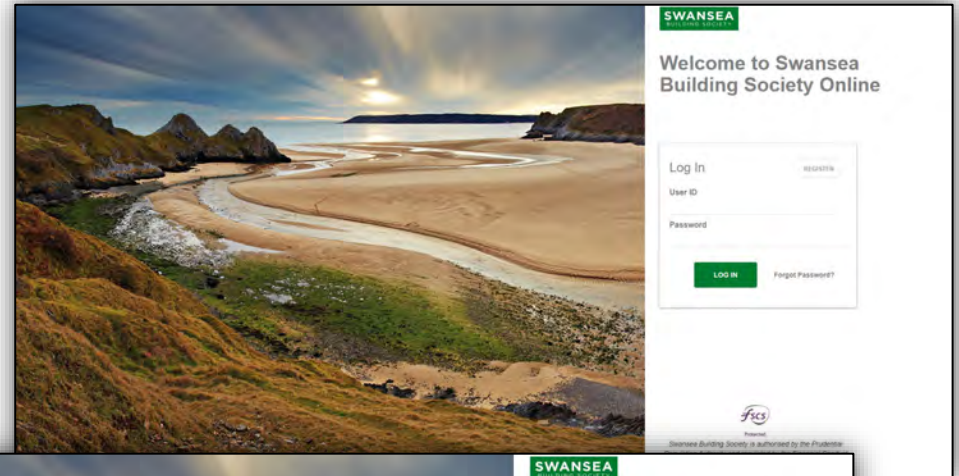 SWANSEA
BUILDING SOCIETY
Welcome to Swansea
Building Society Online
Log In
REGISTER
User ID
Password
LOG IN
Forgot Password?
fscs
Protected
Swansea Building Society is authorised by the Prudential
SWANSEA